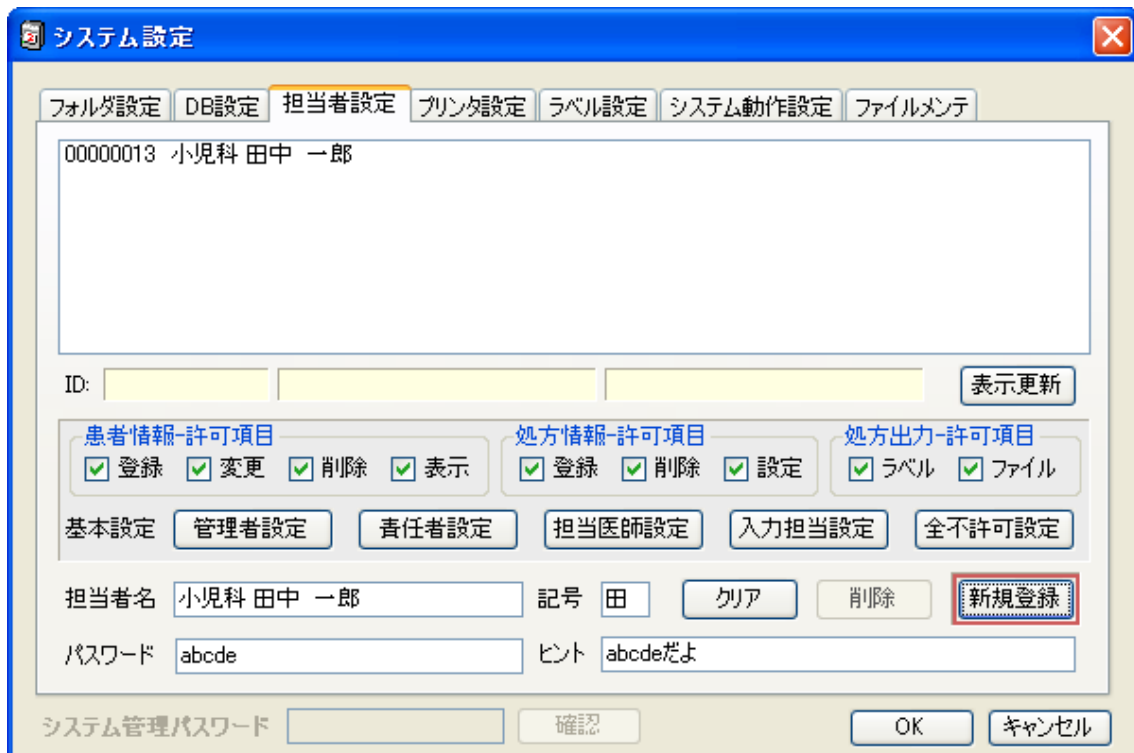 システム設定
フォルダ設定 DB設定 担当者設定 プリンタ設定 ラベル設定 システム動作設定 ファイルメンテ
00000013 小児科 田中 一郎
ID: 表示更新
患者情報-許可項目 処方情報-許可項目 処方出力-許可項目
登録 変更 削除 表示 登録 削除 設定 ラベル ファイル
基本設定 管理者設定 責任者設定 担当医師設定 入力担当設定 全不許可設定
担当者名 小児科 田中 一郎 記号 田 クリア 削除 新規登録
パスワード abcde ヒント abcdeだよ
システム管理パスワード 確認 OK キャンセル